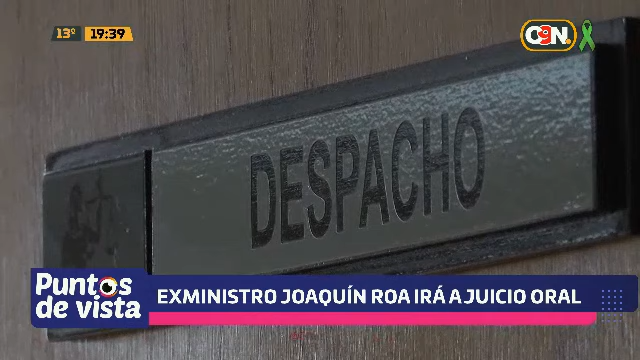 13° 19:39
C9N.
DESPACHO
Puntos
de vista
EXMINISTRO JOAQUÍN ROA IRÁ A JUICIO ORAL